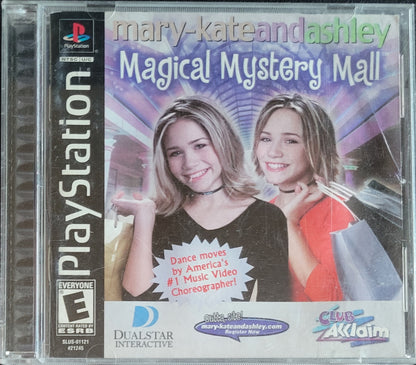 PlayStation
NTSC U/C
PlayStation
mary-kateandashley
Magical Mystery Mall
Dance moves
by America's
#1 Music Video
Choreographer!
EVERYONE
E
CONTENT RATED BY
ESRB
SLUS-01121
#21245
DUALSTAR
INTERACTIVE
mary-kateandashley.com
Register Now
CLUB
Acclaim